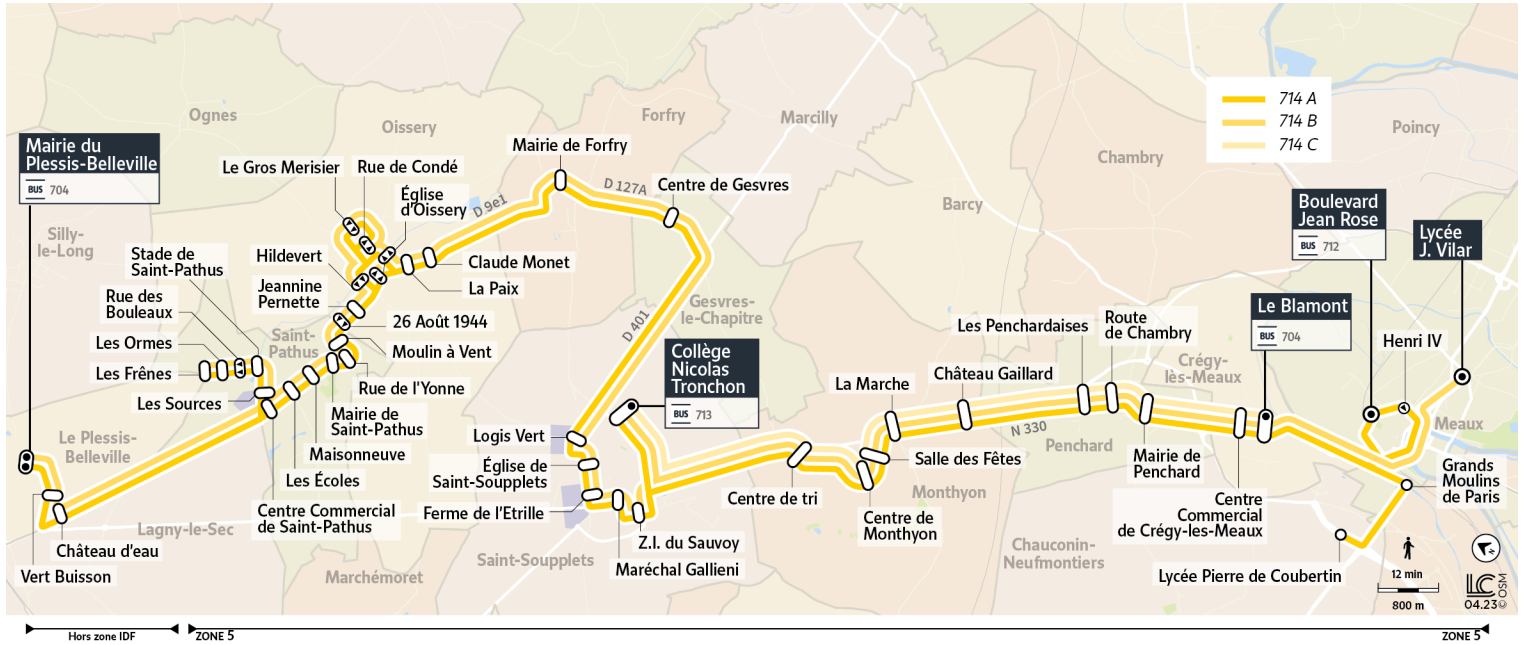 Ognes
Oissery
Forfry
Marcilly
Chambry
Poincy
Barcy
714 A
714 B
714 C
Mairie du
Plessis-Belleville
BUS 704
Le Gros Merisier
Rue de Condé
Église
d'Oissery
Mairie de Forfry
D 9e1
D 127A
Centre de Gesvres
Silly-
le-Long
Stade de
Saint-Pathus
Hildevert
Claude Monet
La Paix
Jeannine
Pernette
Rue des
Bouleaux
26 Août 1944
Les Ormes
Saint-
Pathus
Moulin à Vent
Les Frênes
Rue de l'Yonne
Les Sources
Mairie de
Saint-Pathus
Maisonneuve
Les Écoles
Centre Commercial
de Saint-Pathus
Le Plessis-
Belleville
Lagny-le-Sec
Château d'eau
Vert Buisson
Marchémoret
D 401
Gesvres-
le-Chapitre
Collège
Nicolas
Tronchon
BUS 713
Logis Vert
Église de
Saint-Soupplets
Ferme de l'Etrille
Z.I. du Sauvoy
Maréchal Gallieni
Saint-Soupplets
Centre de tri
La Marche
Salle des Fêtes
Centre de
Monthyon
Monthyon
Château Gaillard
Les Penchardaises
Route
de Chambry
N 330
Penchard
Mairie de
Penchard
Crégy-
lès-Meaux
Centre
Commercial
de Crégy-les-Meaux
Le Blamont
BUS 704
Boulevard
Jean Rose
BUS 712
Lycée
J. Vilar
Henri IV
Meaux
Grands
Moulins
de Paris
Lycée Pierre de Coubertin
Chauconin-
Neufmontiers
12 min
800 m
LC
04.23
© OSM
Hors zone IDF
ZONE 5
ZONE 5